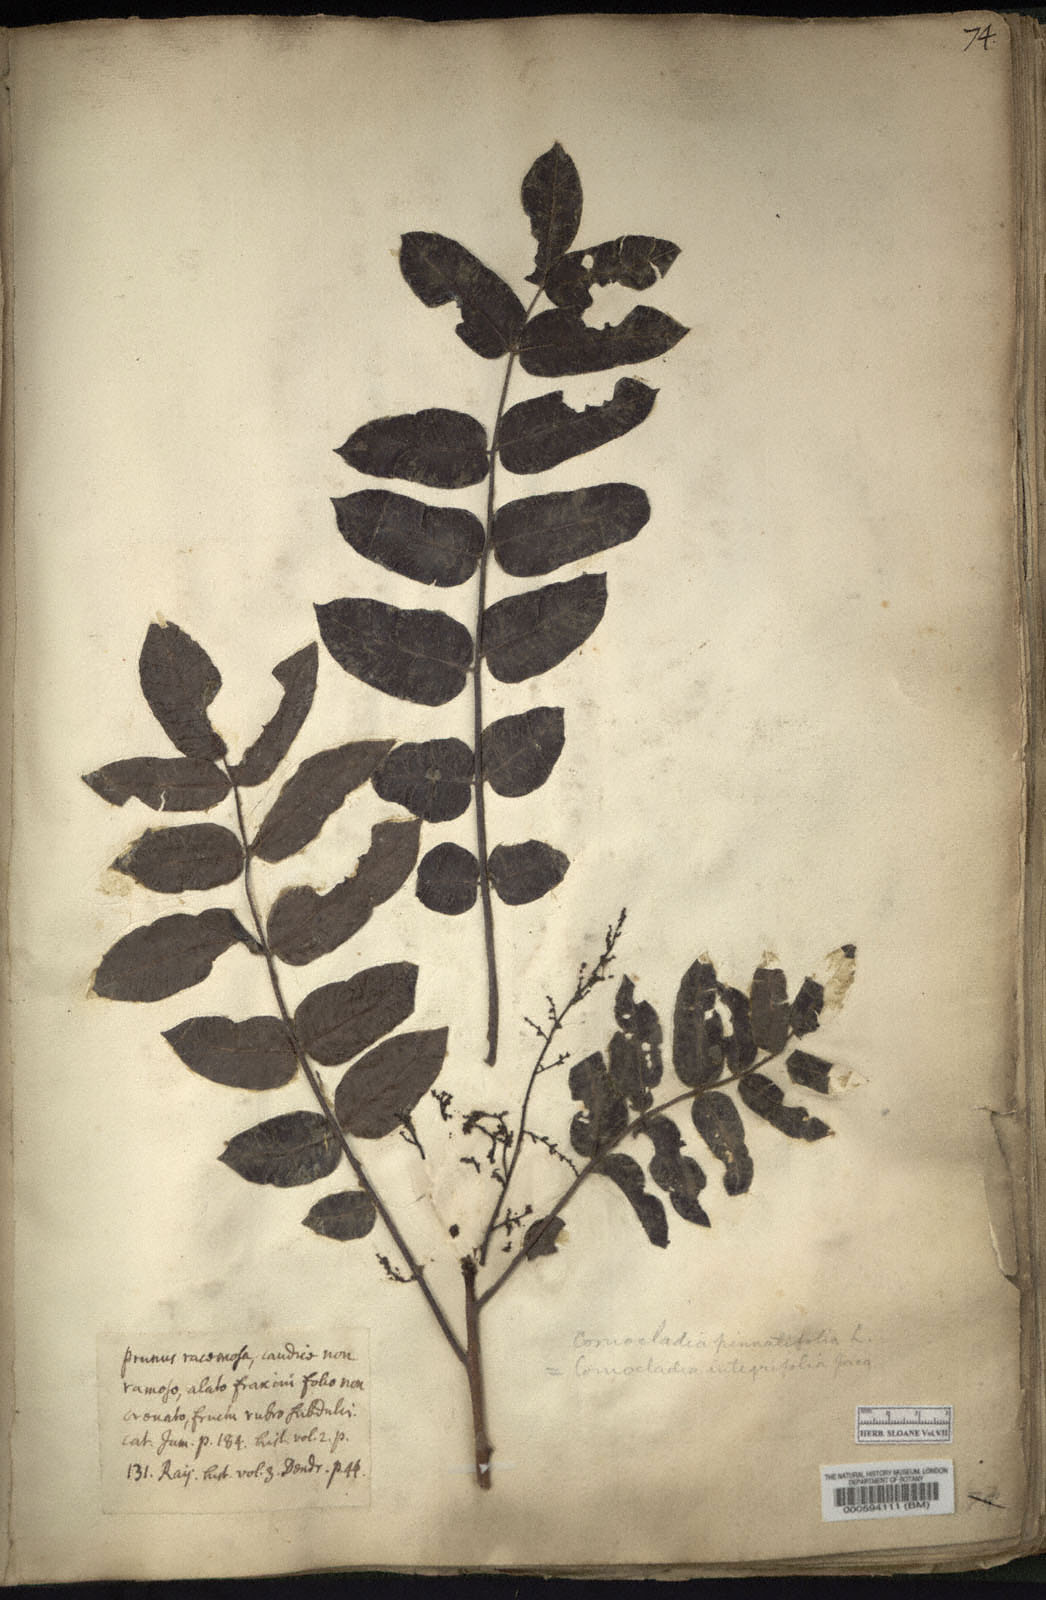 74.
prunus racemosa, caudice non
ramoso, alato fraxini folio non
crenato, fructu rubro subdulci.
cat. Jam. p. 184. hist. vol. 2. p.
131. Raij. hist. vol. 3. Dendr. p. 44.
Comocladia pinnatifolia L.
= Comocladia integrifolia Jacq
HERB. SLOANE Vol. VII
THE NATURAL HISTORY MUSEUM, LONDON
DEPARTMENT OF BOTANY
000594111 (BM)